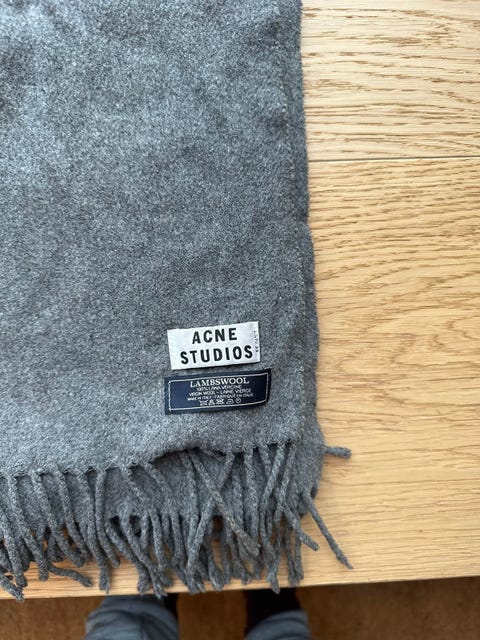 ACNE
STUDIOS
LAMBSWOOL
100% LANA VERGINE
VIRGIN WOOL - LAINE VIERGE
MADE IN ITALY - FABRIQUÉ EN ITALIE